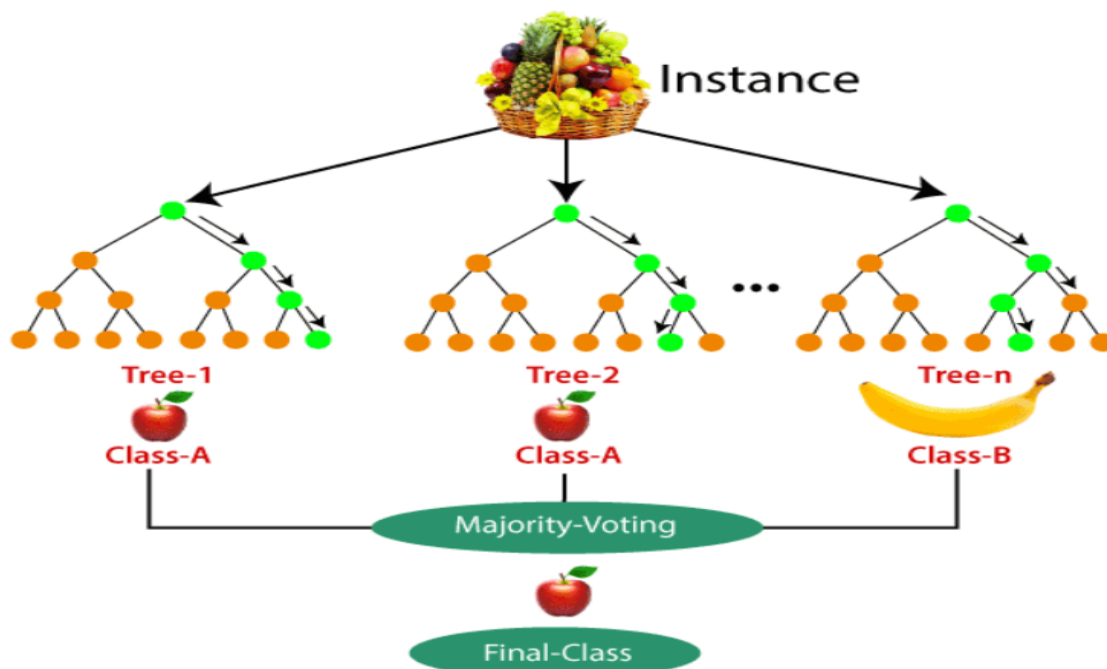 Instance
...
Tree-1
Tree-2
Tree-n
Class-A
Class-A
Class-B
Majority-Voting
Final-Class